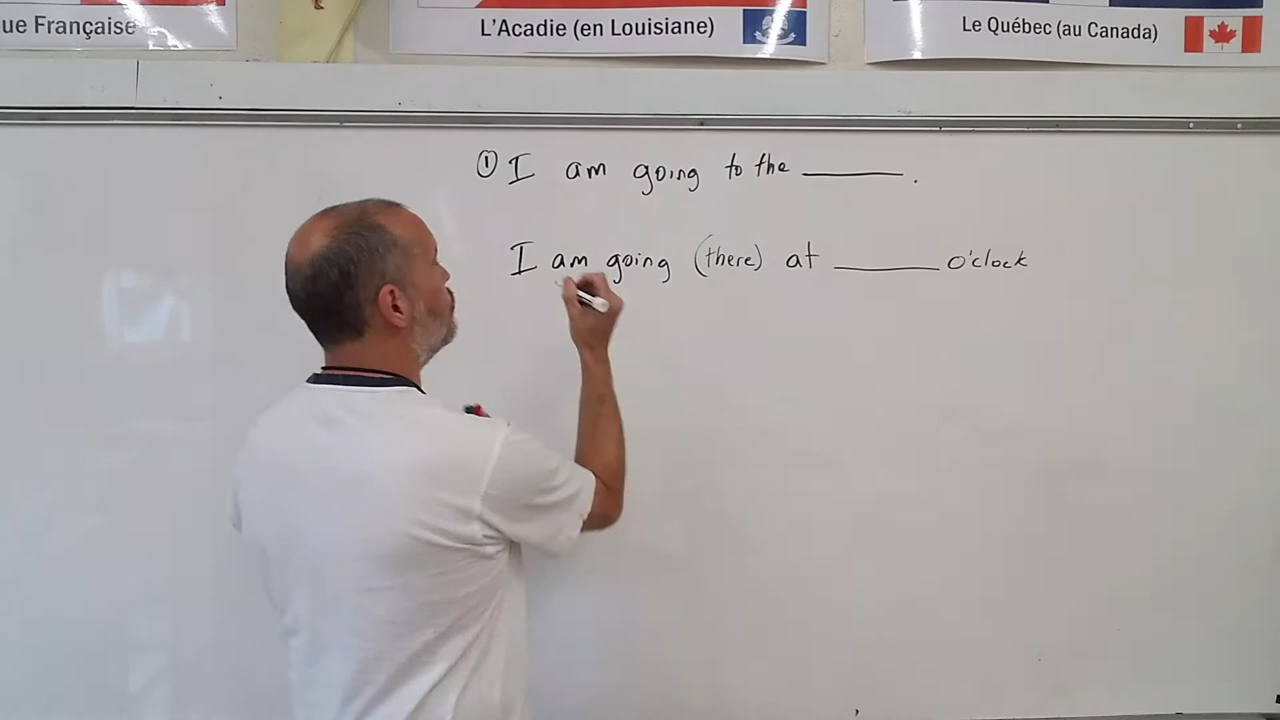 ue Française
L'Acadie (en Louisiane)
Le Québec (au Canada)
① I am going to the ______.
I am going (there) at ______ o'clock